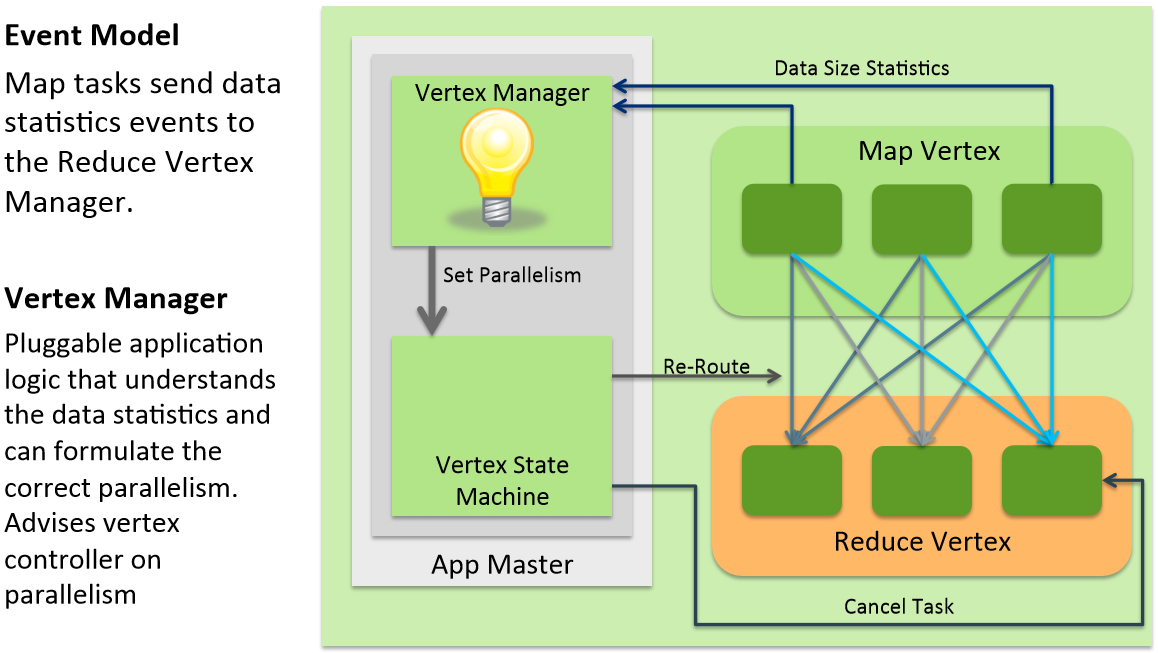 Event Model
Map tasks send data
statistics events to
the Reduce Vertex
Manager.
Vertex Manager
Pluggable application
logic that understands
the data statistics and
can formulate the
correct parallelism.
Advises vertex
controller on
parallelism
Vertex Manager
Set Parallelism
Vertex State
Machine
App Master
Data Size Statistics
Map Vertex
Re-Route
Reduce Vertex
Cancel Task